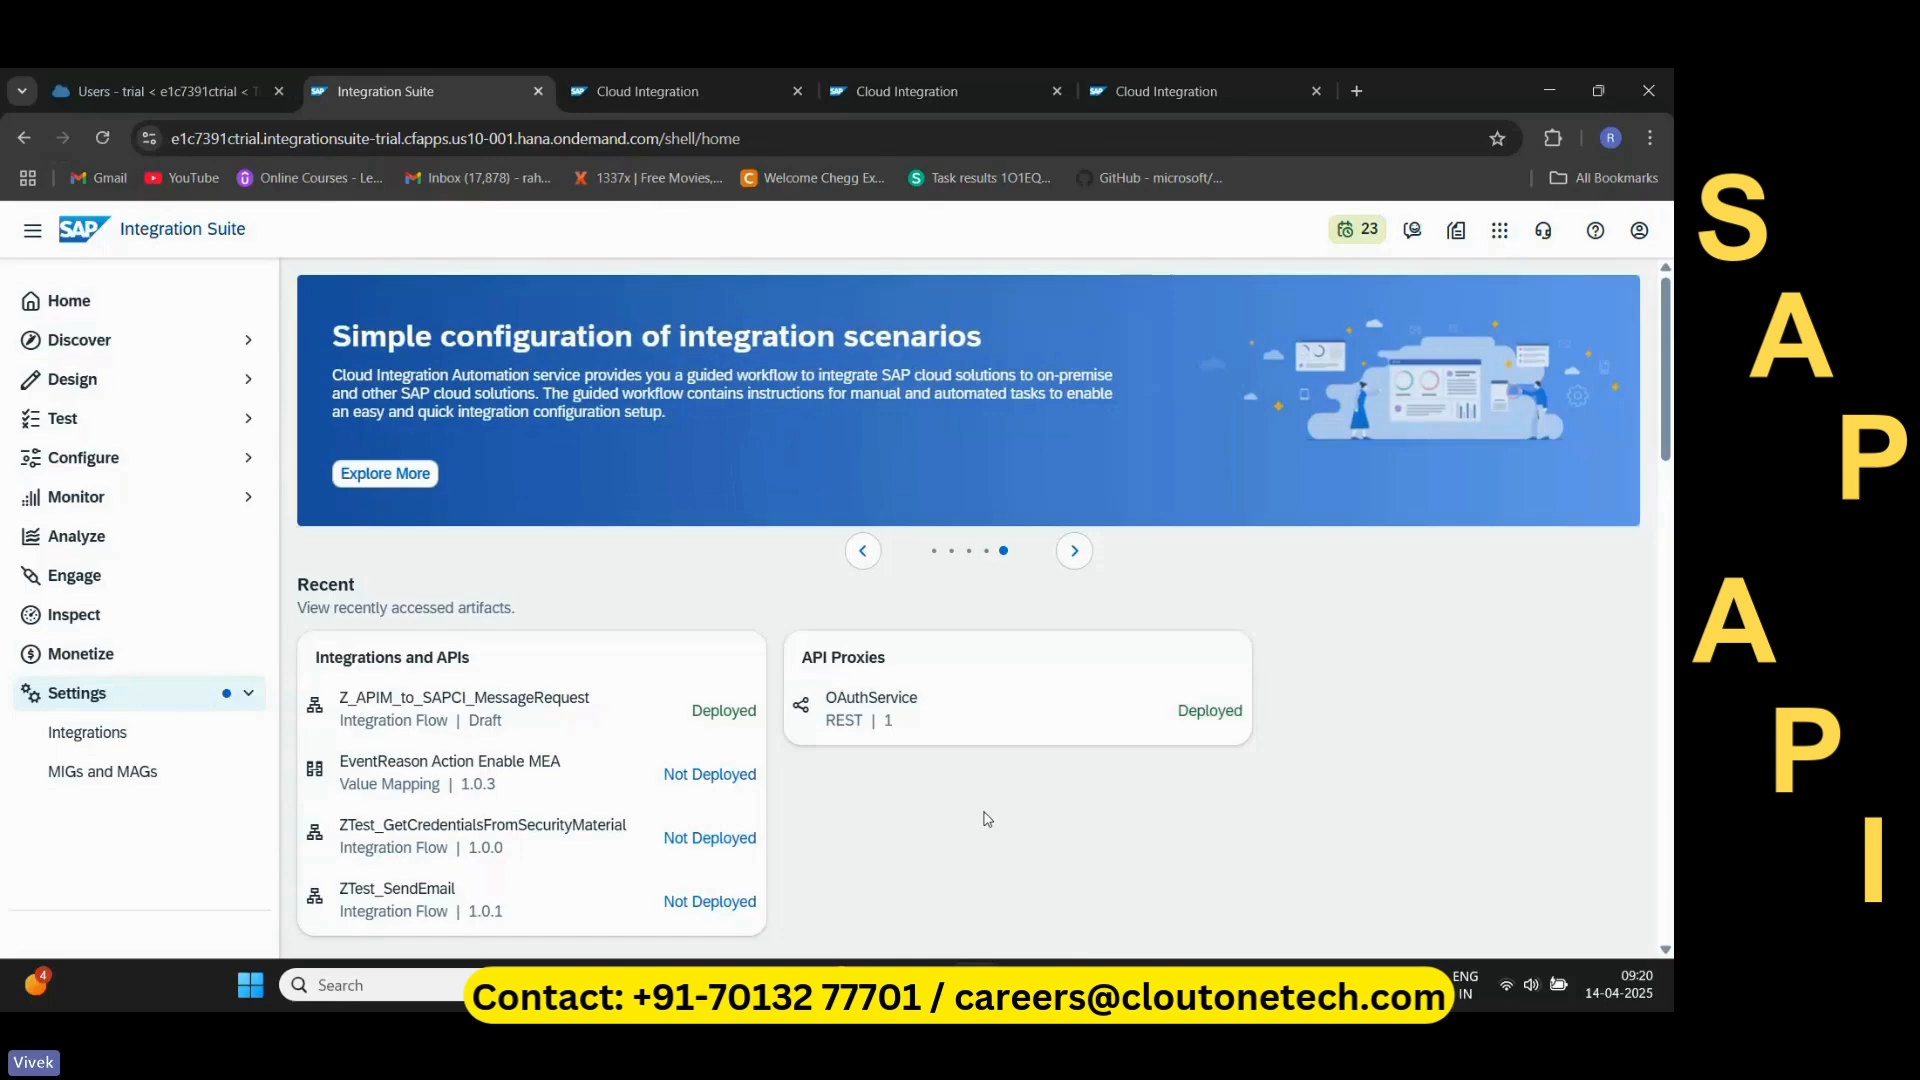 Users - trial < e1c7391ctrial < T
Integration Suite
Cloud Integration
Cloud Integration
Cloud Integration
e1c7391ctrial.integrationsuite-trial.cfapps.us10-001.hana.ondemand.com/shell/home
R
Gmail
YouTube
Online Courses - Le...
Inbox (17,878) - rah...
1337x | Free Movies,...
Welcome Chegg Ex...
Task results 1O1EQ...
GitHub - microsoft/...
All Bookmarks
SAP Integration Suite
23
Home
Discover
Design
Test
Configure
Monitor
Analyze
Engage
Inspect
Monetize
Settings
Integrations
MIGs and MAGs
Simple configuration of integration scenarios
Cloud Integration Automation service provides you a guided workflow to integrate SAP cloud solutions to on-premise
and other SAP cloud solutions. The guided workflow contains instructions for manual and automated tasks to enable
an easy and quick integration configuration setup.
Explore More
Recent
View recently accessed artifacts.
Integrations and APIs
Z_APIM_to_SAPCI_MessageRequest
Integration Flow | Draft
Deployed
EventReason Action Enable MEA
Value Mapping | 1.0.3
Not Deployed
ZTest_GetCredentialsFromSecurityMaterial
Integration Flow | 1.0.0
Not Deployed
ZTest_SendEmail
Integration Flow | 1.0.1
Not Deployed
API Proxies
OAuthService
REST | 1
Deployed
4
Search
ENG
IN
09:20
14-04-2025
Contact: +91-70132 77701 / careers@cloutonetech.com
Vivek
S
A
P
A
P
I